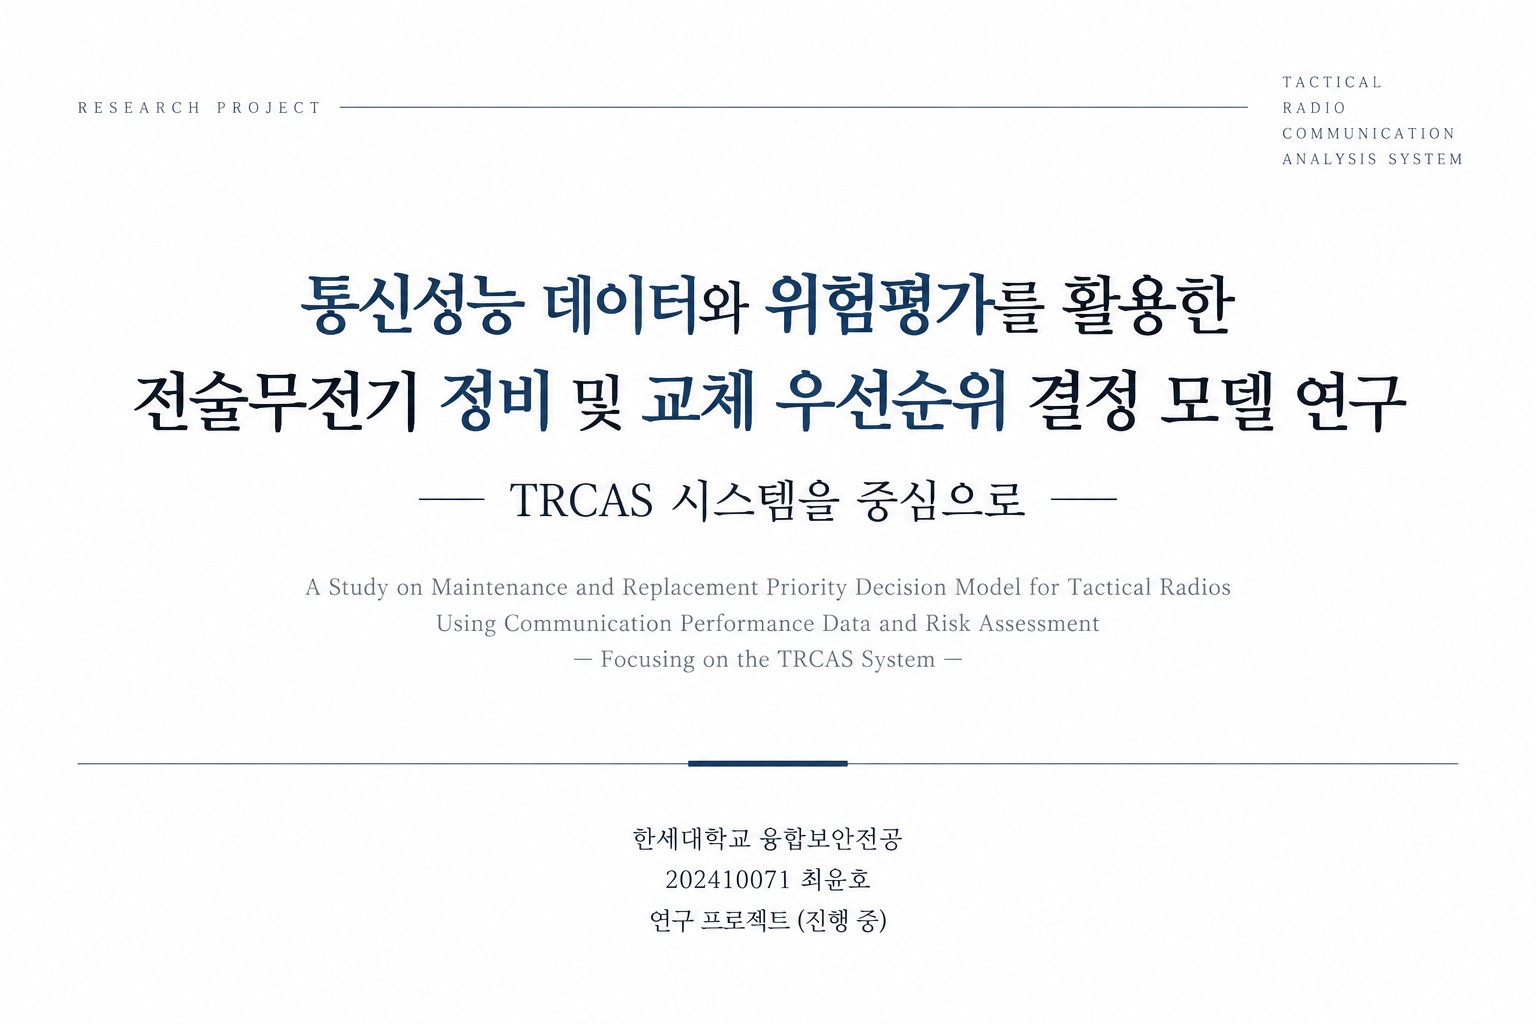 RESEARCH PROJECT
TACTICAL
RADIO
COMMUNICATION
ANALYSIS SYSTEM
통신성능 데이터와 위험평가를 활용한
전술무전기 정비 및 교체 우선순위 결정 모델 연구
— TRCAS 시스템을 중심으로 —
A Study on Maintenance and Replacement Priority Decision Model for Tactical Radios
Using Communication Performance Data and Risk Assessment
— Focusing on the TRCAS System —
한세대학교 융합보안전공
202410071 최윤호
연구 프로젝트 (진행 중)